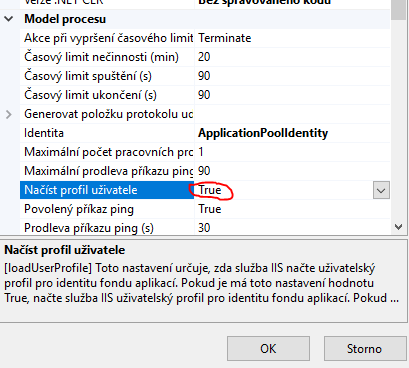 Verze .NET CLR Bez spravovaného kódu
Model procesu
Akce při vypršení časového limit Terminate
Časový limit nečinnosti (min) 20
Časový limit spuštění (s) 90
Časový limit ukončení (s) 90
Generovat položku protokolu ud
Identita ApplicationPoolIdentity
Maximální počet pracovních pro 1
Maximální prodleva příkazu ping 90
Načíst profil uživatele True
Povolený příkaz ping True
Prodleva příkazu ping (s) 30
Načíst profil uživatele
[loadUserProfile] Toto nastavení určuje, zda služba IIS načte uživatelský
profil pro identitu fondu aplikací. Pokud je má toto nastavení hodnotu
True, načte služba IIS uživatelský profil pro identitu fondu aplikací. Pokud ...
OK Storno